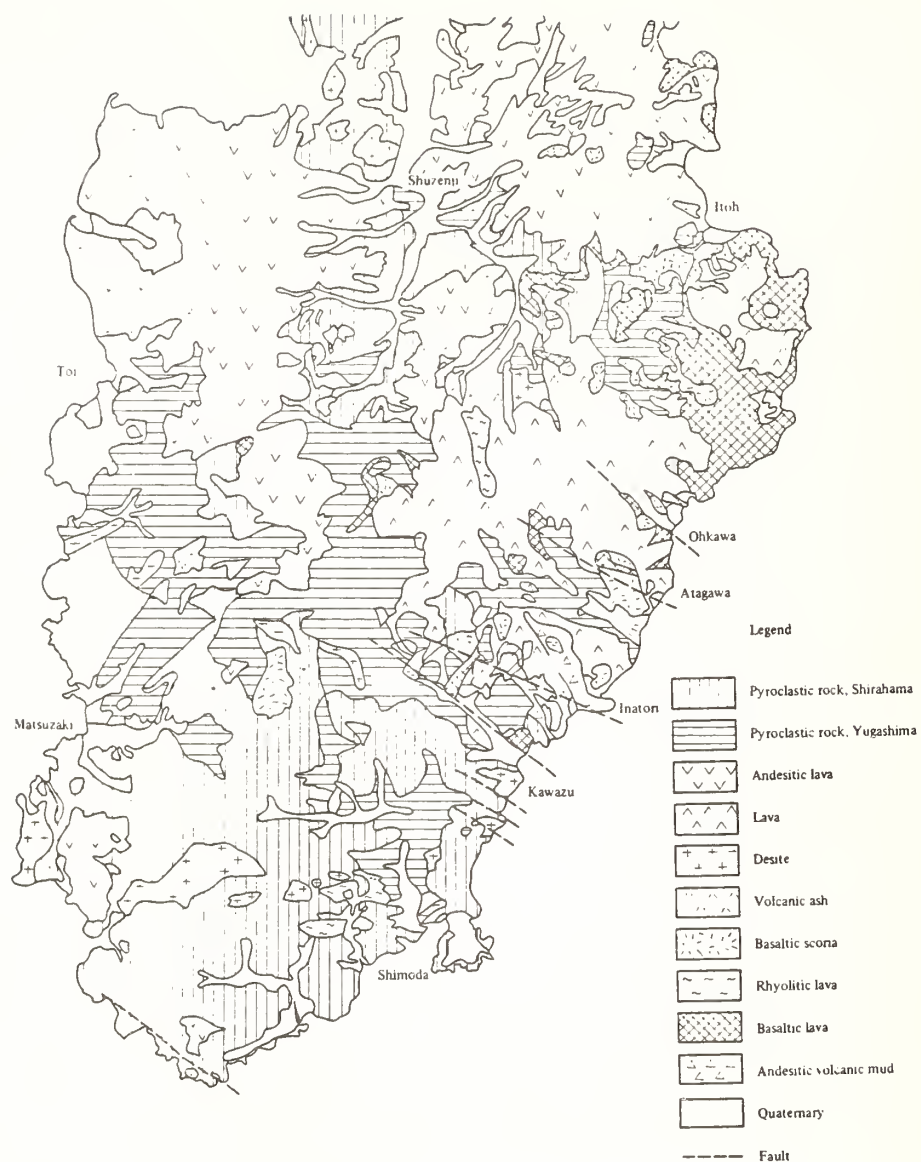 Shuzenji
Itoh
Toi
Ohkawa
Atagawa
Legend
Pyroclastic rock, Shirahama
Inatori
Matsuzaki
Pyroclastic rock, Yugashima
Andesitic lava
Kawazu
Lava
Desite
Volcanic ash
Basaltic scoria
Shimoda
Rhyolitic lava
Basaltic lava
Andesitic volcanic mud
Quaternary
Fault